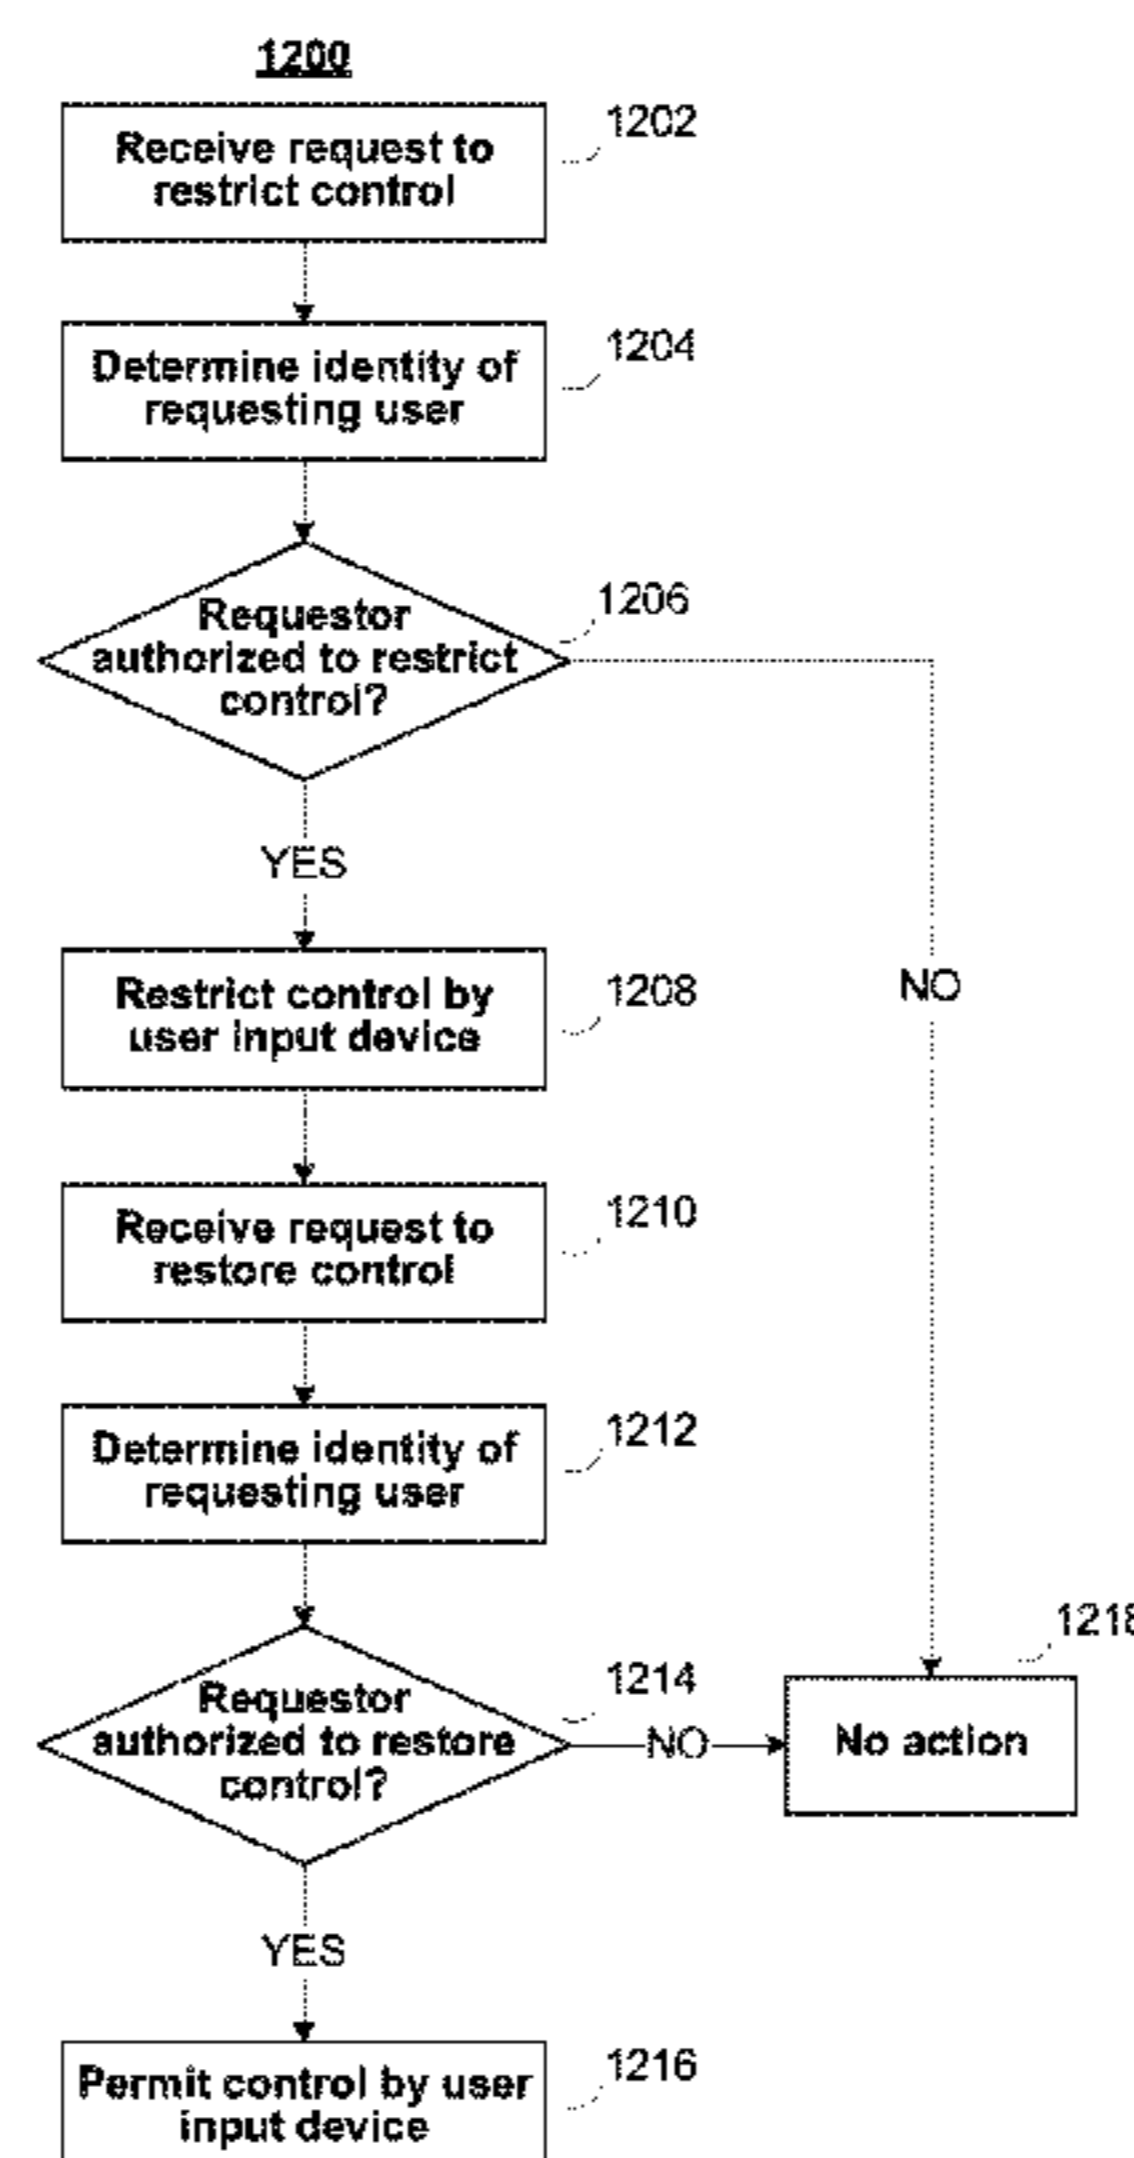 1200
Receive request to
restrict control
1202
Determine identity of
requesting user
1204
Requestor
authorized to restrict
control?
1206
YES
NO
Restrict control by
user input device
1208
Receive request to
restore control
1210
Determine identity of
requesting user
1212
Requestor
authorized to restore
control?
1214
NO
No action
1218
YES
Permit control by user
input device
1216